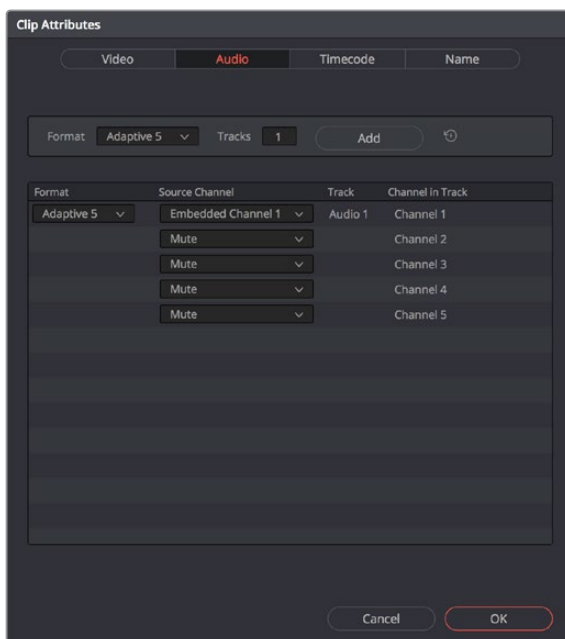 Clip Attributes
Video Audio Timecode Name
Format Adaptive 5 Tracks 1 Add
Format Source Channel Track Channel in Track
Adaptive 5 Embedded Channel 1 Audio 1 Channel 1
Mute Channel 2
Mute Channel 3
Mute Channel 4
Mute Channel 5
Cancel OK